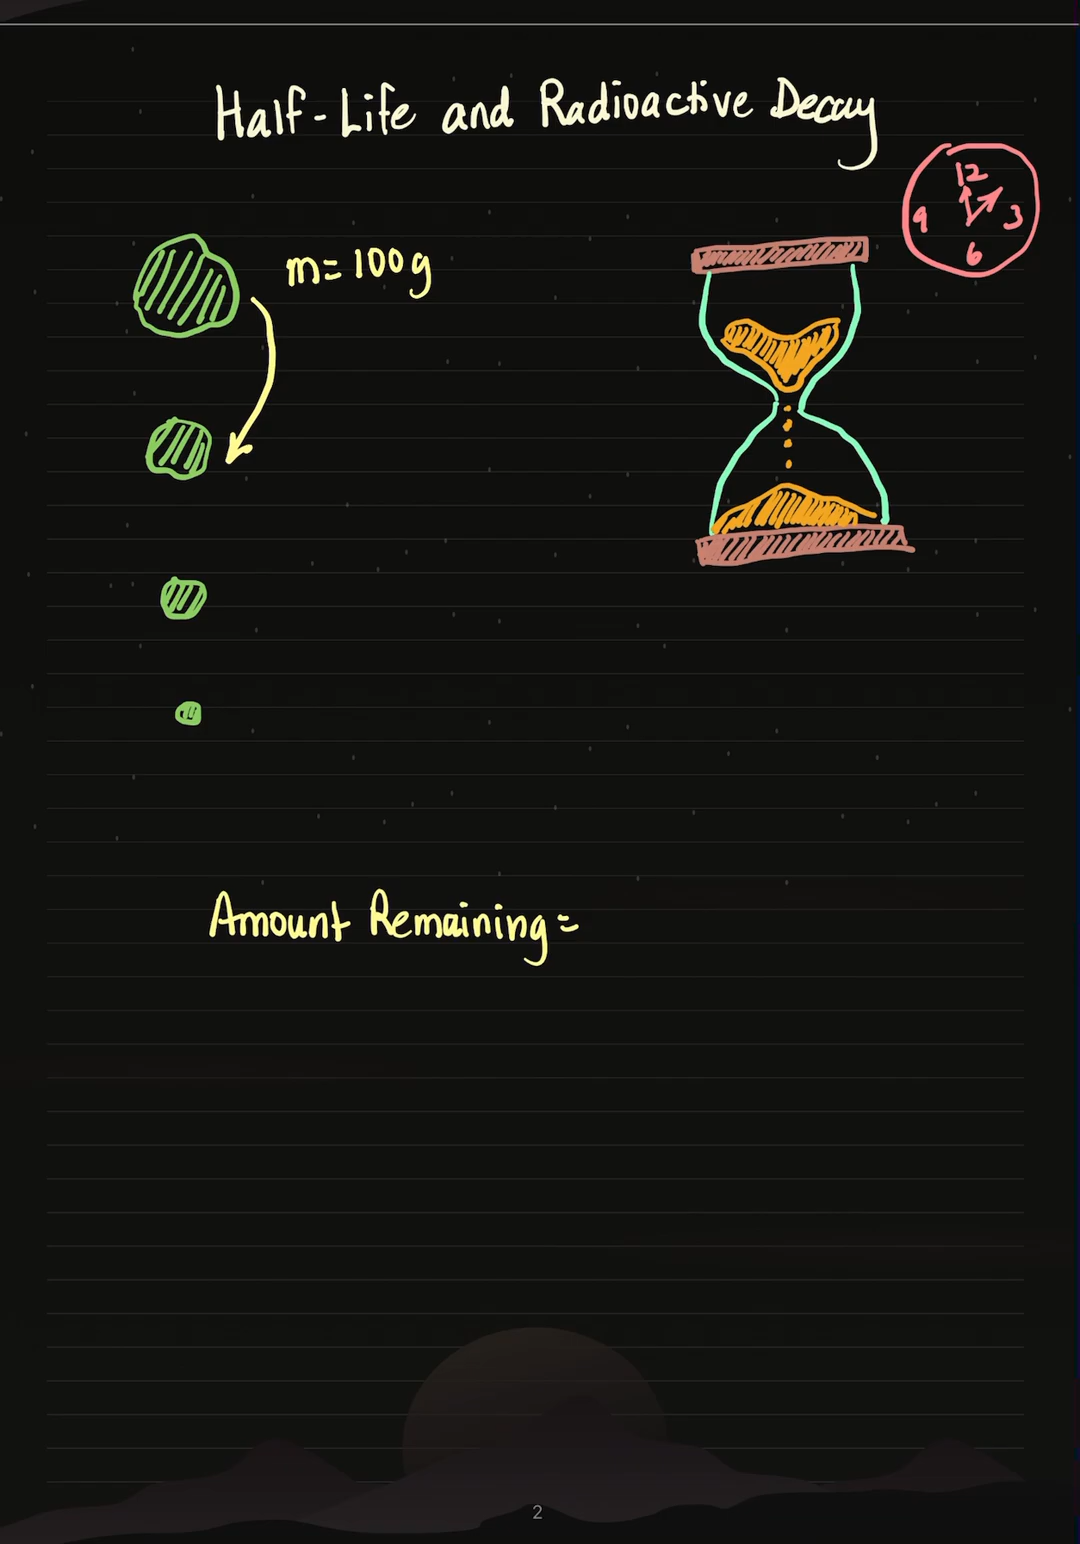 Half-Life and Radioactive Decay
12
9 3
6
m=100g
Amount Remaining=
2